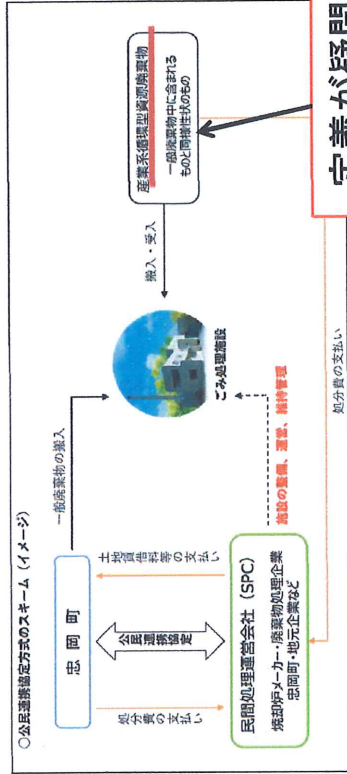 ○公民連携協定方式のスキーム（イメージ）
忠岡町
一般廃棄物の搬入
処分費の支払い
公民連携協定
土地賃借料等の支払い
民間処理運営会社（SPC）
焼却炉メーカー・廃棄物処理企業
忠岡町・地元企業など
ごみ処理施設
施設の整備、運営、維持管理
搬入・受入
産業系循環型資源廃棄物
一般廃棄物中に含まれる
ものと同様性状のもの
処分費の支払い
定義が疑問